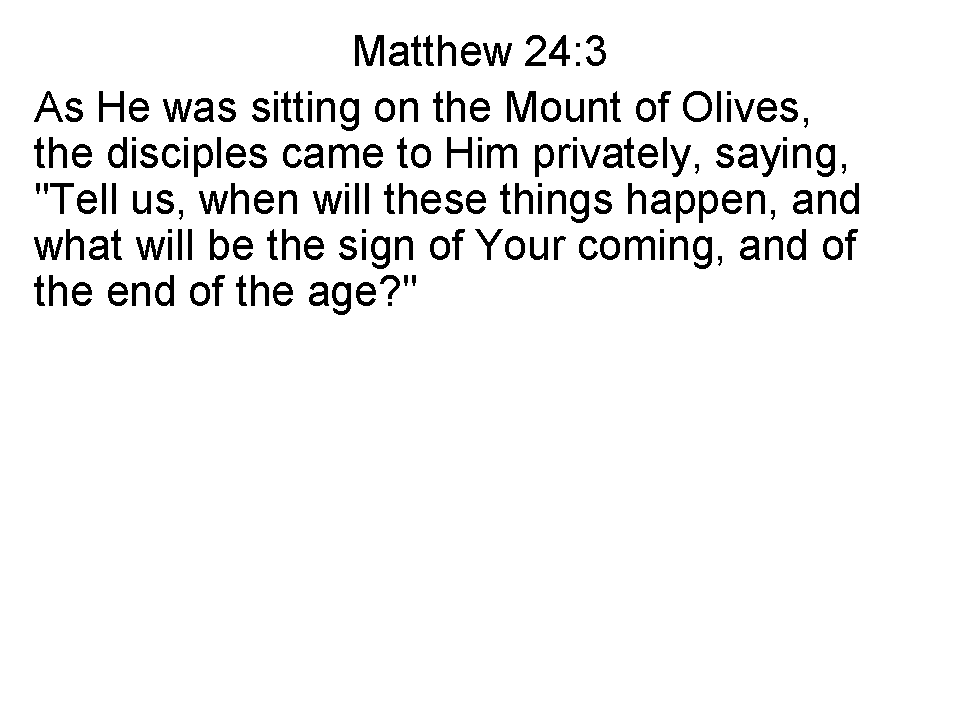 Matthew 24:3
As He was sitting on the Mount of Olives,
the disciples came to Him privately, saying,
"Tell us, when will these things happen, and
what will be the sign of Your coming, and of
the end of the age?"